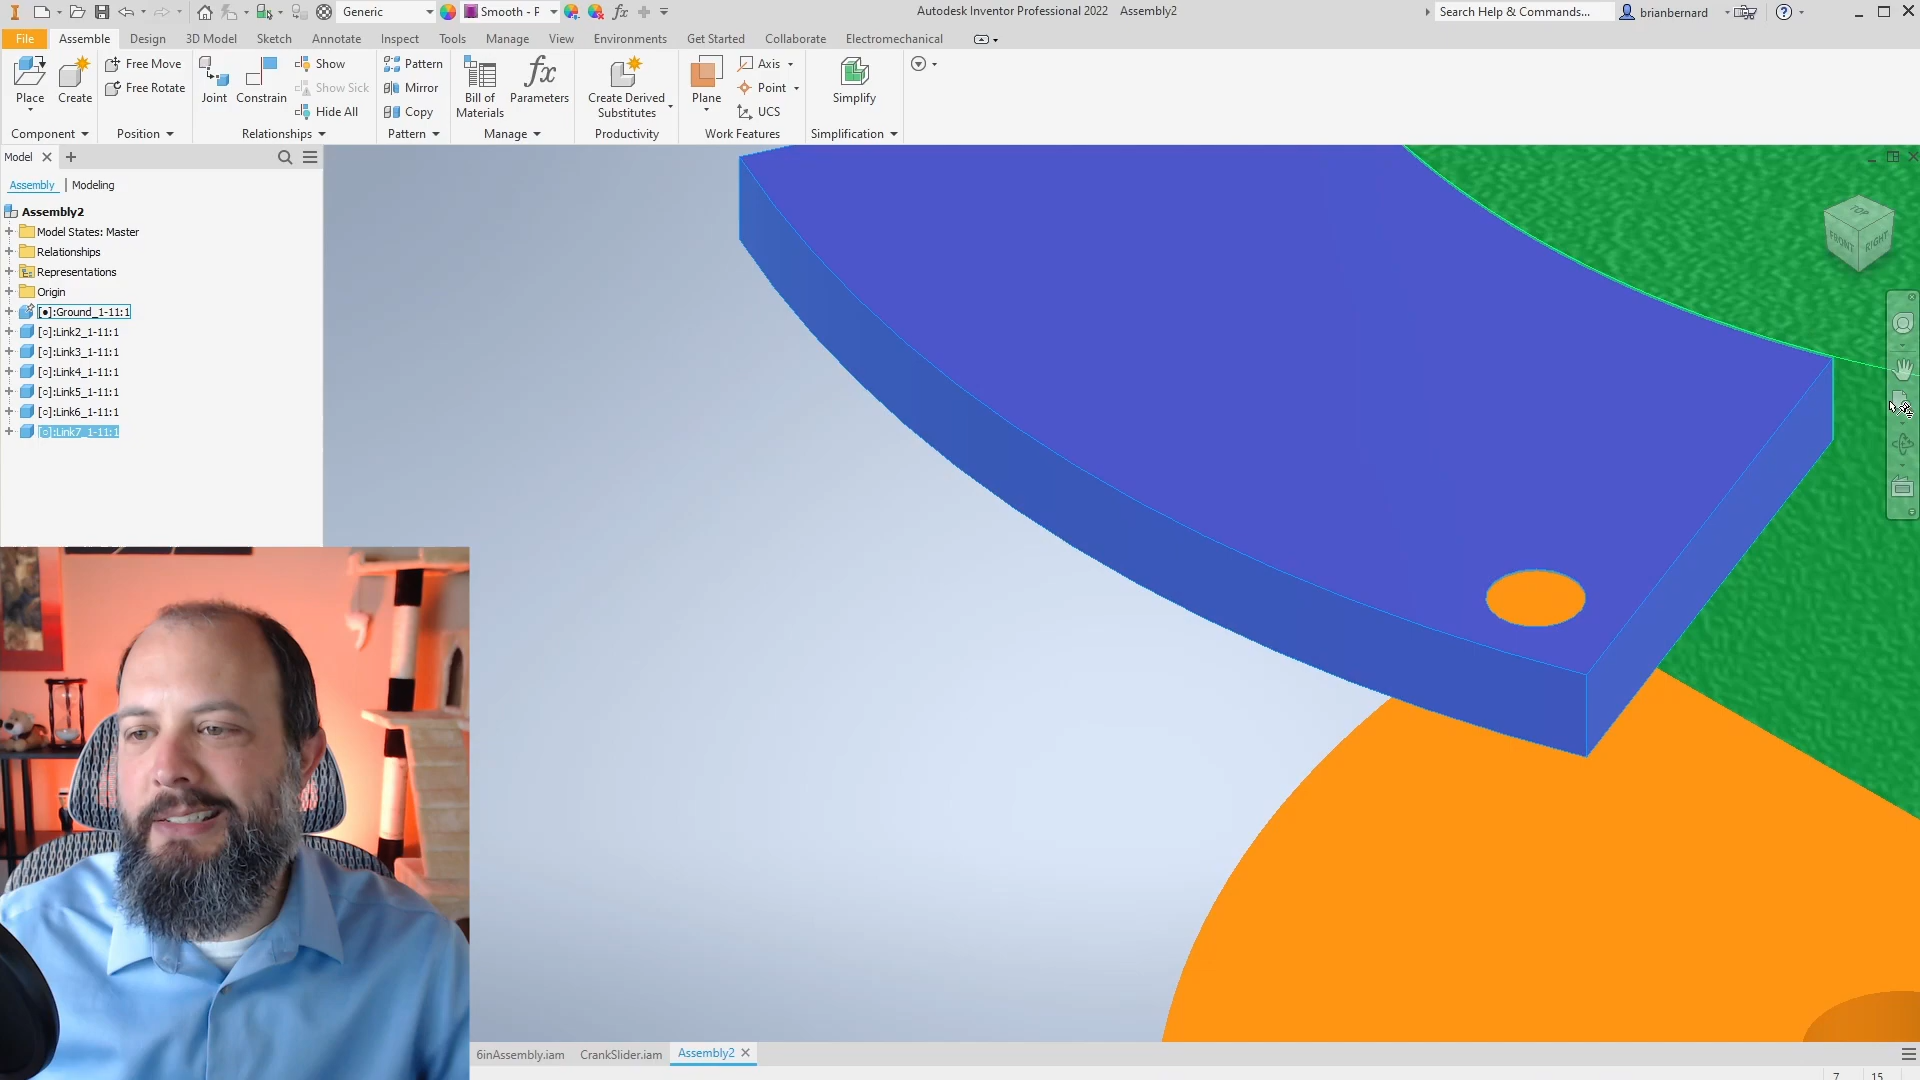 Generic
Smooth - P
fx
Autodesk Inventor Professional 2022 Assembly2
Search Help & Commands...
brianbernard
File Assemble Design 3D Model Sketch Annotate Inspect Tools Manage View Environments Get Started Collaborate Electromechanical
Place
Create
Free Move
Free Rotate
Joint
Constrain
Show
Show Sick
Hide All
Pattern
Mirror
Copy
Bill of
Materials
fx
Parameters
Create Derived
Substitutes
Plane
Axis
Point
UCS
Simplify
Component Position Relationships Pattern Manage Productivity Work Features Simplification
Model
Assembly | Modeling
Assembly2
Model States: Master
Relationships
Representations
Origin
[●]:Ground_1-11:1
[○]:Link2_1-11:1
[○]:Link3_1-11:1
[○]:Link4_1-11:1
[○]:Link5_1-11:1
[○]:Link6_1-11:1
[○]:Link7_1-11:1
TOP
FRONT
RIGHT
6inAssembly.iam CrankSlider.iam Assembly2
7 15